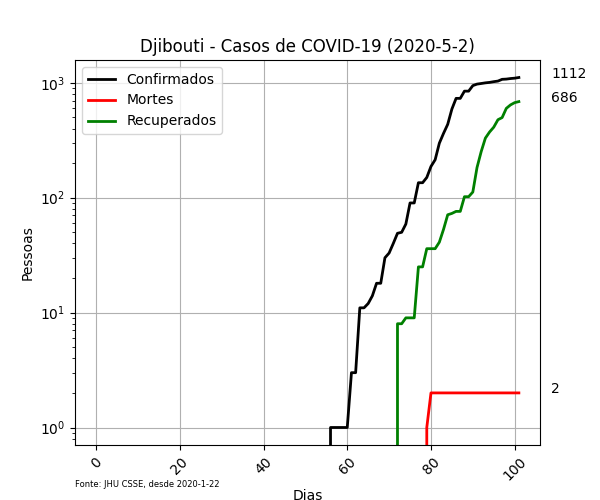 Djibouti - Casos de COVID-19 (2020-5-2)
Confirmados
Mortes
Recuperados
1112
686
2
Pessoas
10³
10²
10¹
10⁰
0 20 40 60 80 100
Fonte: JHU CSSE, desde 2020-1-22
Dias